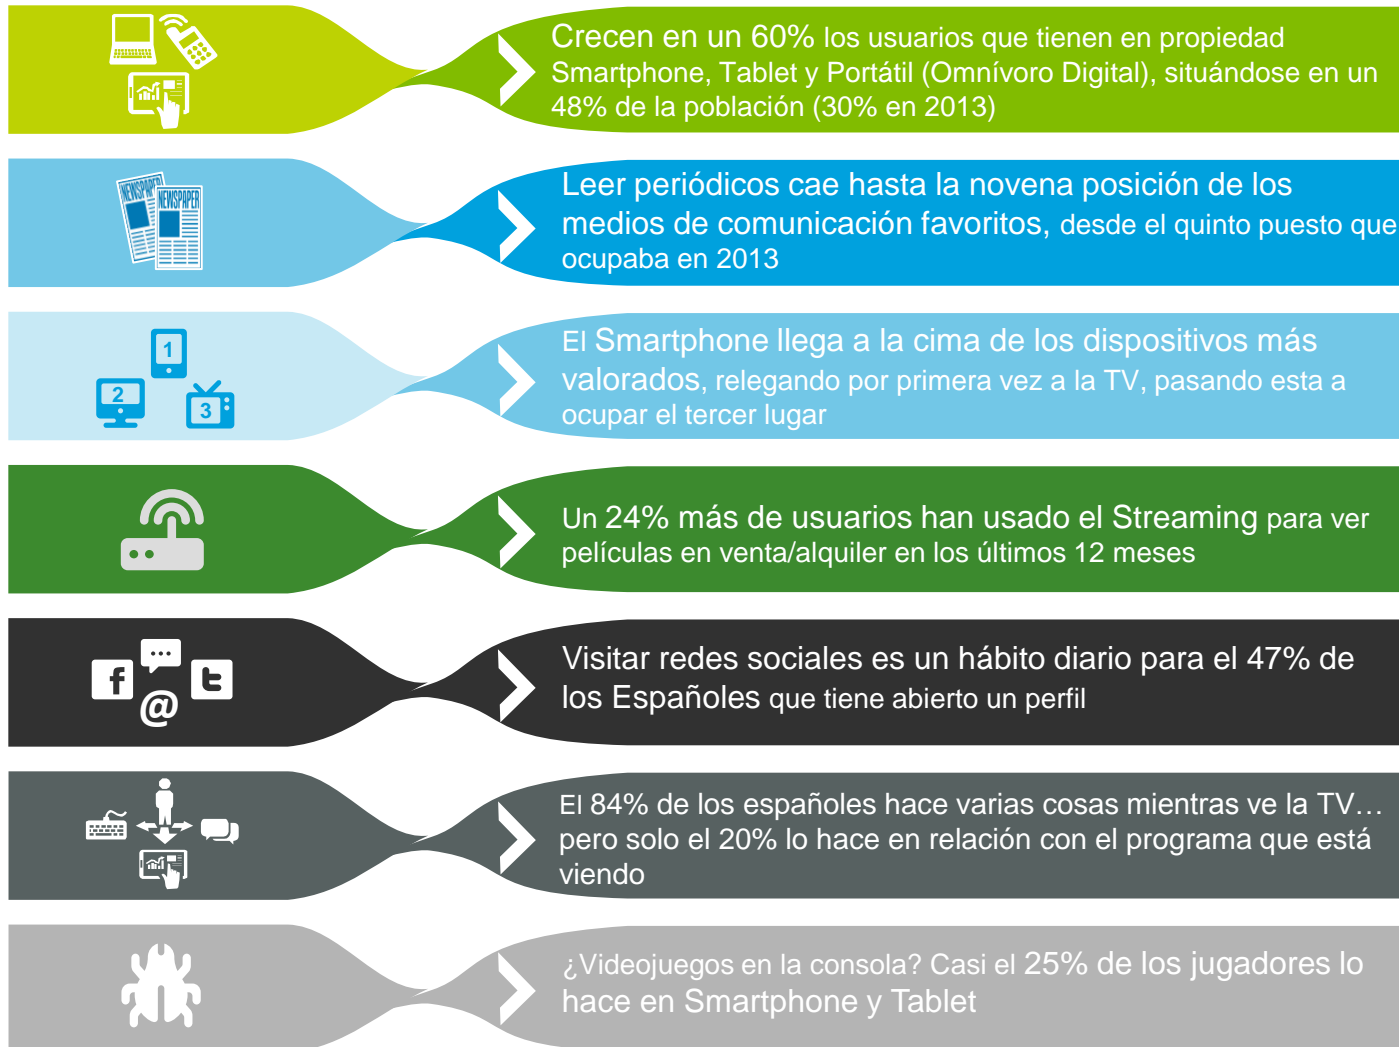 Crecen en un 60% los usuarios que tienen en propiedad
Smartphone, Tablet y Portátil (Omnívoro Digital), situándose en un
48% de la población (30% en 2013)
NEWSPAPER
NEWSPAPER
Leer periódicos cae hasta la novena posición de los
medios de comunicación favoritos, desde el quinto puesto que
ocupaba en 2013
1
2
3
El Smartphone llega a la cima de los dispositivos más
valorados, relegando por primera vez a la TV, pasando esta a
ocupar el tercer lugar
Un 24% más de usuarios han usado el Streaming para ver
películas en venta/alquiler en los últimos 12 meses
f
t
@
Visitar redes sociales es un hábito diario para el 47% de
los Españoles que tiene abierto un perfil
El 84% de los españoles hace varias cosas mientras ve la TV…
pero solo el 20% lo hace en relación con el programa que está
viendo
¿Videojuegos en la consola? Casi el 25% de los jugadores lo
hace en Smartphone y Tablet